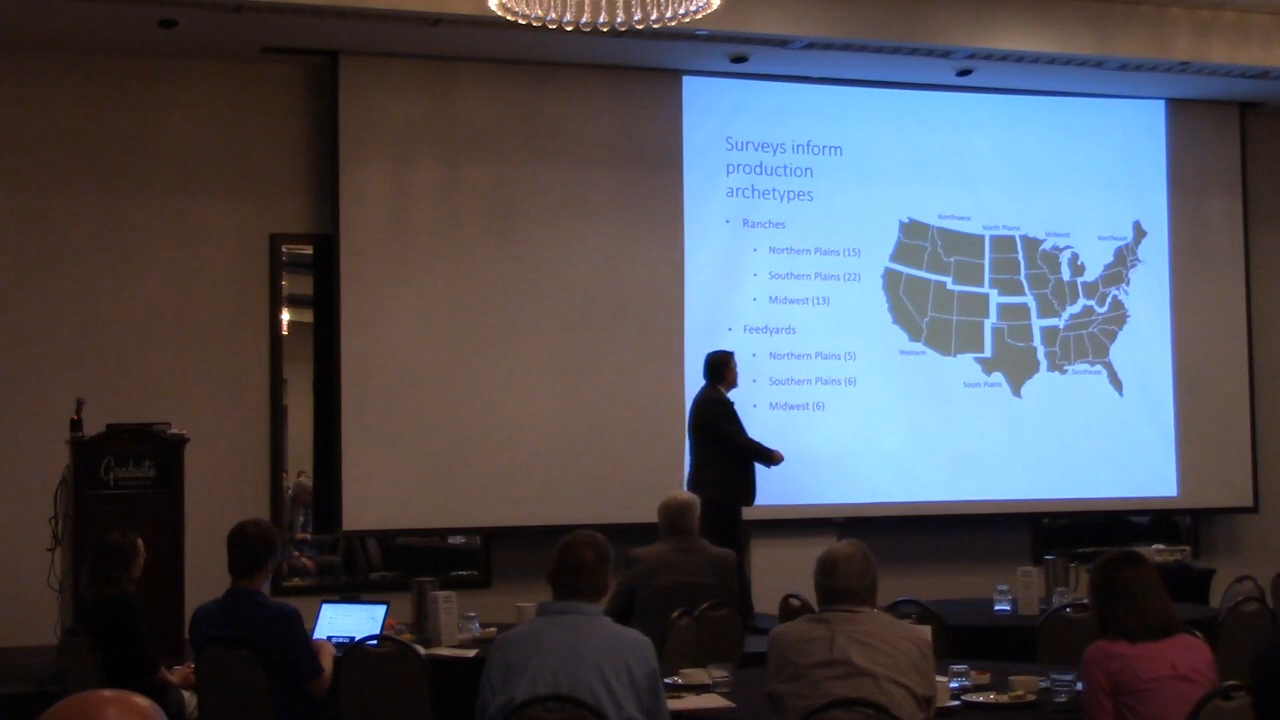 Surveys inform
production
archetypes
• Ranches
• Northern Plains (15)
• Southern Plains (22)
• Midwest (13)
• Feedyards
• Northern Plains (5)
• Southern Plains (6)
• Midwest (6)
Northwest
North Plains
Midwest
Northeast
Western
South Plains
Southeast
Graduate